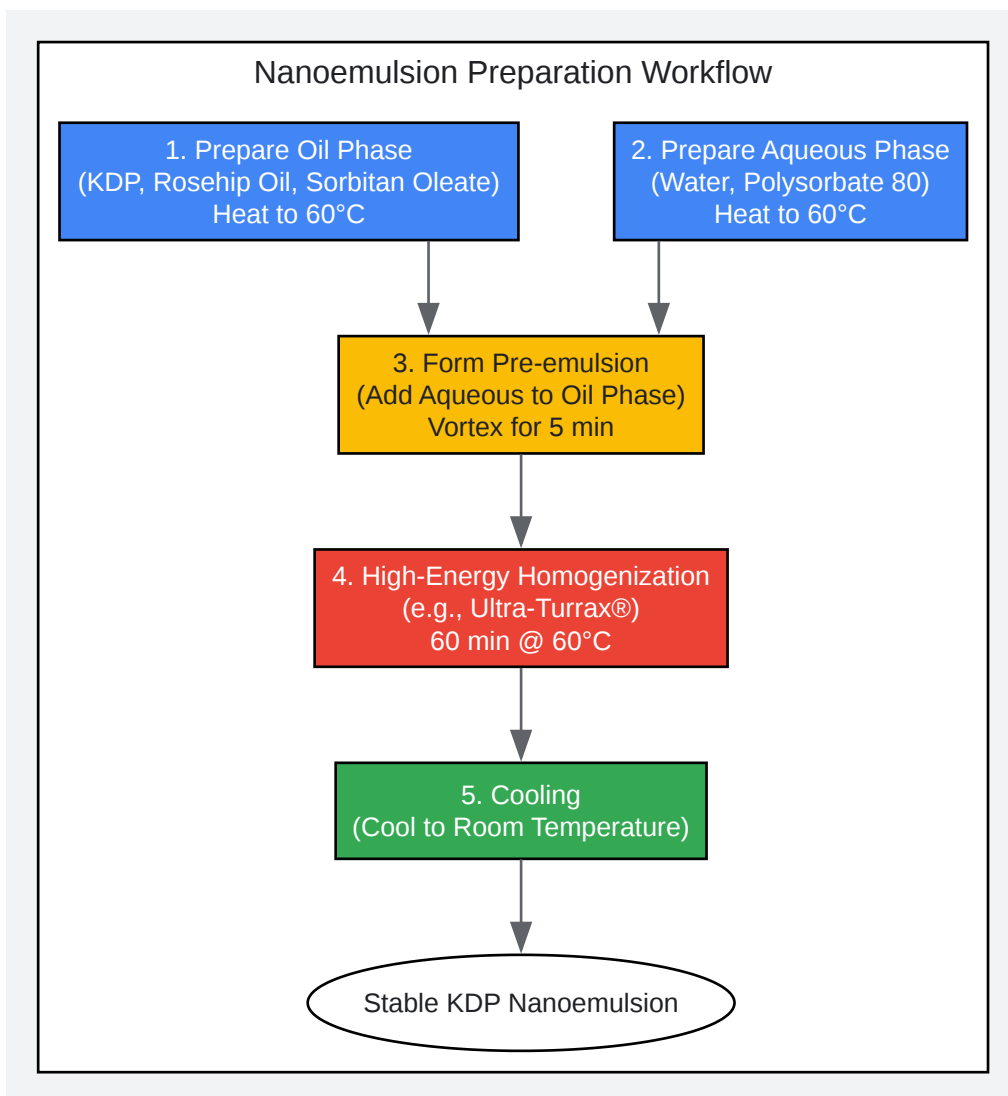 Nanoemulsion Preparation Workflow
1. Prepare Oil Phase
(KDP, Rosehip Oil, Sorbitan Oleate)
Heat to 60°C
2. Prepare Aqueous Phase
(Water, Polysorbate 80)
Heat to 60°C
3. Form Pre-emulsion
(Add Aqueous to Oil Phase)
Vortex for 5 min
4. High-Energy Homogenization
(e.g., Ultra-Turrax®)
60 min @ 60°C
5. Cooling
(Cool to Room Temperature)
Stable KDP Nanoemulsion